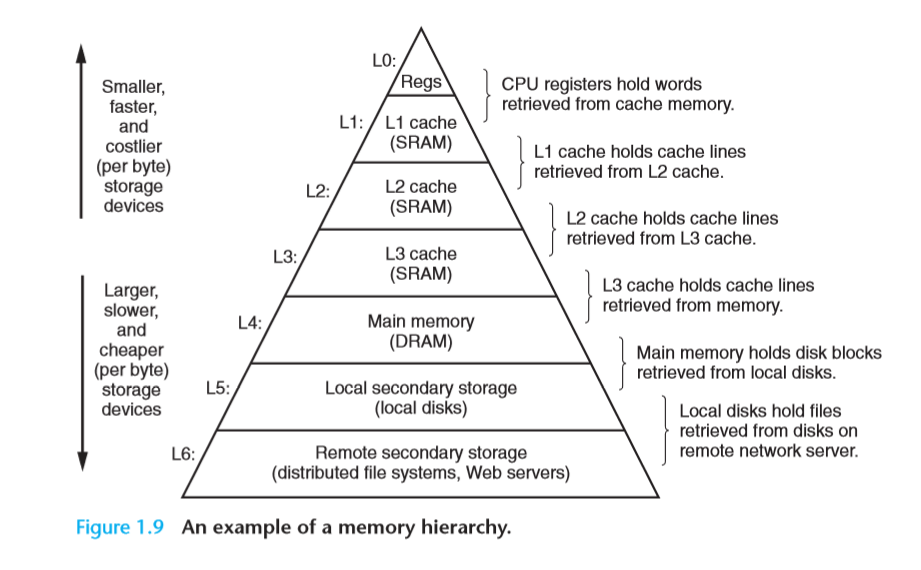 L0:
Regs
CPU registers hold words
retrieved from cache memory.
Smaller,
faster,
and
costlier
(per byte)
storage
devices
L1:
L1 cache
(SRAM)
L1 cache holds cache lines
retrieved from L2 cache.
L2:
L2 cache
(SRAM)
L2 cache holds cache lines
retrieved from L3 cache.
L3:
L3 cache
(SRAM)
L3 cache holds cache lines
retrieved from memory.
Larger,
slower,
and
cheaper
(per byte)
storage
devices
L4:
Main memory
(DRAM)
Main memory holds disk blocks
retrieved from local disks.
L5:
Local secondary storage
(local disks)
Local disks hold files
retrieved from disks on
remote network server.
L6:
Remote secondary storage
(distributed file systems, Web servers)
Figure 1.9 An example of a memory hierarchy.